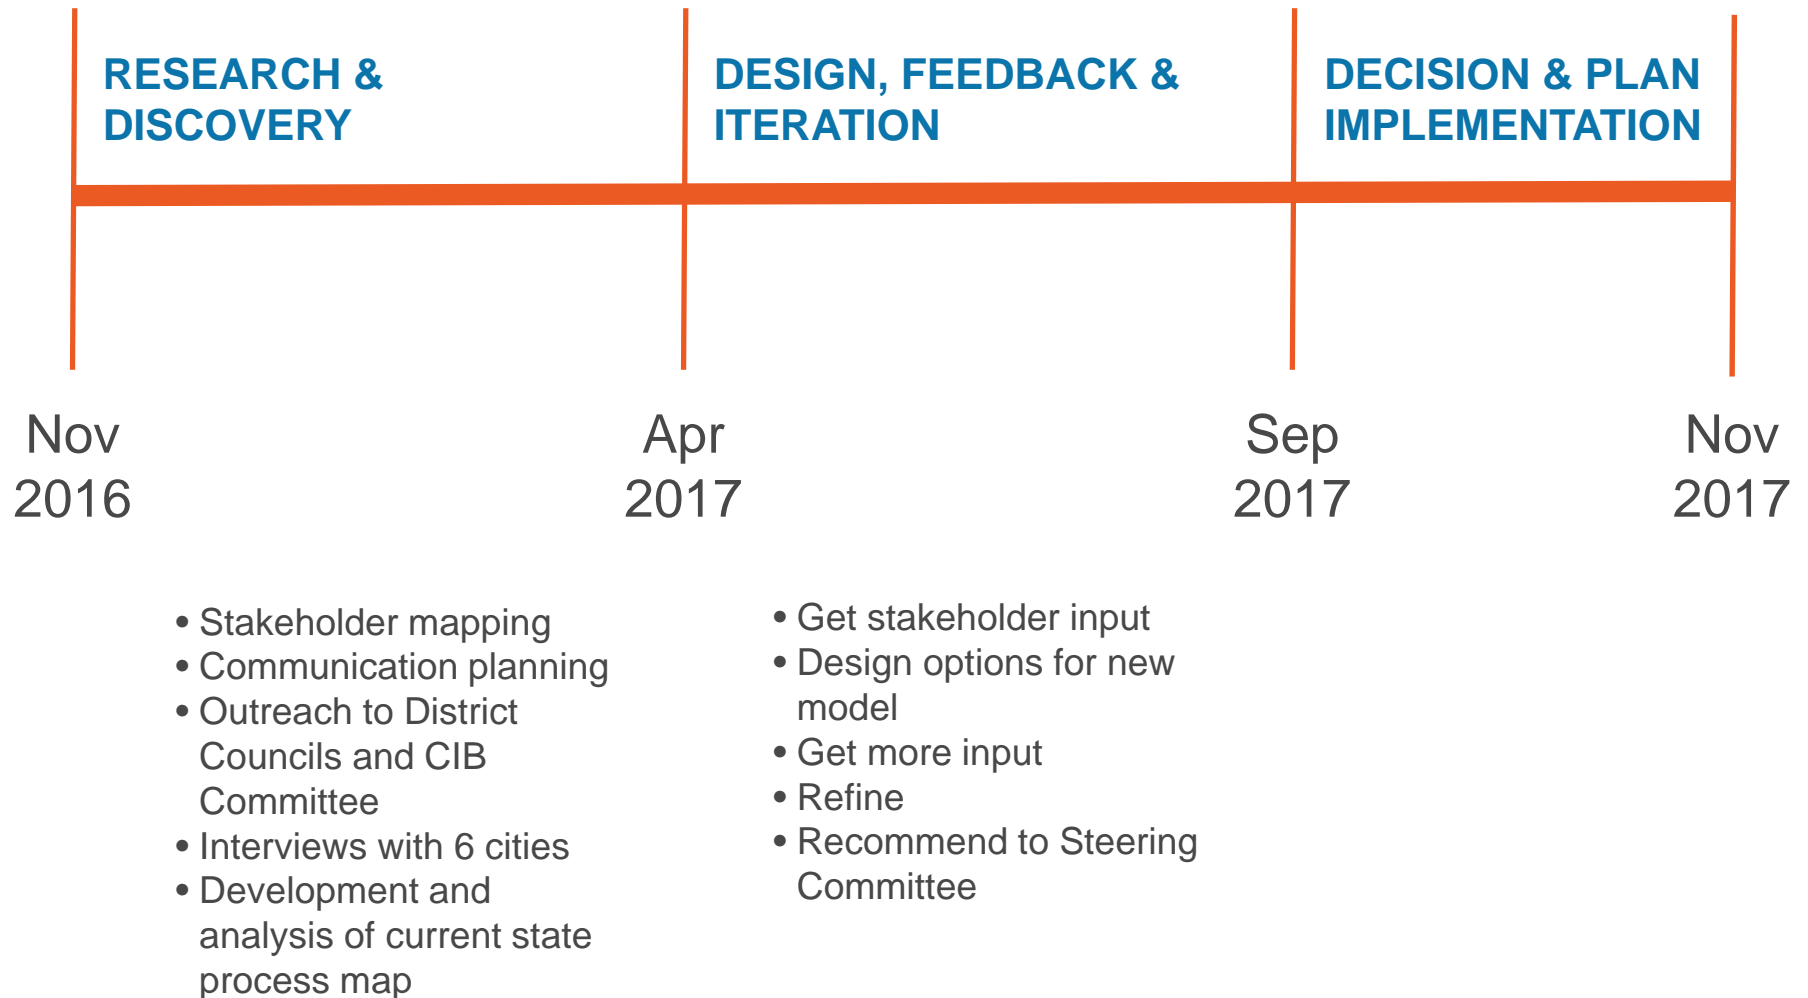 RESEARCH &
DISCOVERY
DESIGN, FEEDBACK &
ITERATION
DECISION & PLAN
IMPLEMENTATION
Nov
2016
Apr
2017
Sep
2017
Nov
2017
• Stakeholder mapping
• Communication planning
• Outreach to District
Councils and CIB
Committee
• Interviews with 6 cities
• Development and
analysis of current state
process map
• Get stakeholder input
• Design options for new
model
• Get more input
• Refine
• Recommend to Steering
Committee